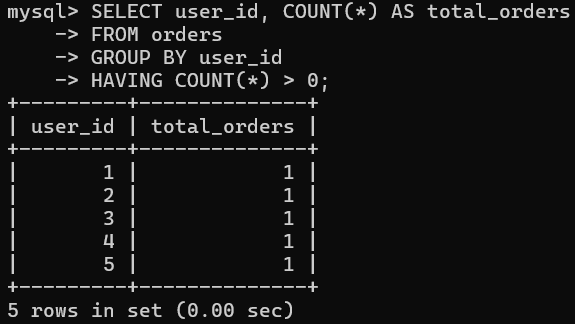 mysql> SELECT user_id, COUNT(*) AS total_orders
    -> FROM orders
    -> GROUP BY user_id
    -> HAVING COUNT(*) > 0;
+---------+--------------+
| user_id | total_orders |
+---------+--------------+
|       1 |            1 |
|       2 |            1 |
|       3 |            1 |
|       4 |            1 |
|       5 |            1 |
+---------+--------------+
5 rows in set (0.00 sec)